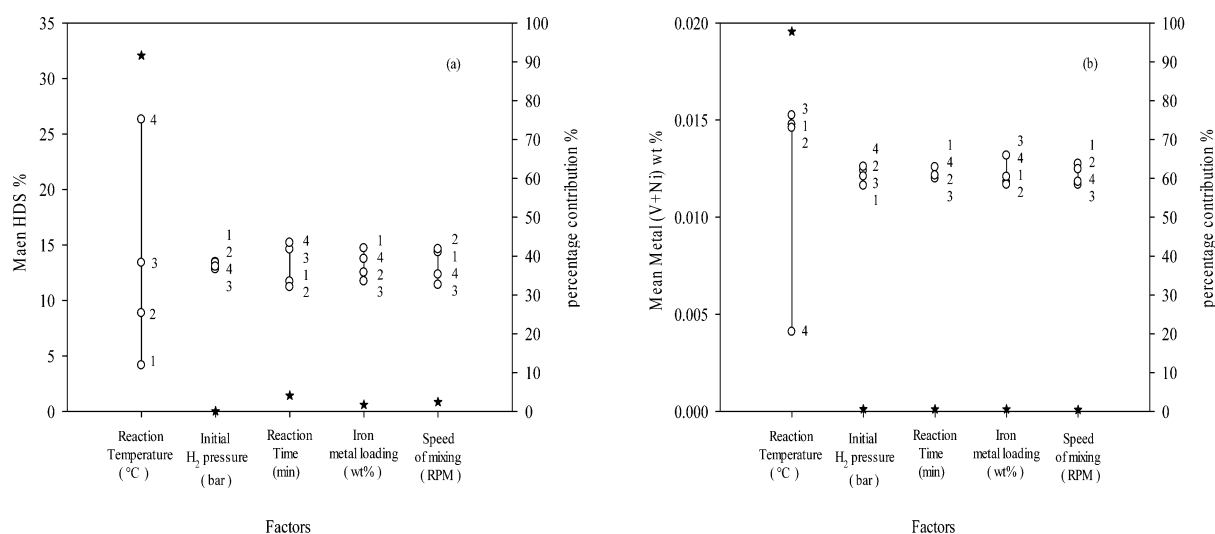 35
30
25
20
15
10
5
0
Maen HDS %
100
90
80
70
60
50
40
30
20
10
0
percentage contribution %
(a)
4
3
2
1
1
2
4
3
4
3
1
2
1
4
2
3
2
1
4
3
Reaction
Temperature
( °C )
Initial
H2 pressure
( bar )
Reaction
Time
(min)
Iron
metal loading
( wt% )
Speed
of mixing
( RPM )
Factors
0.020
0.015
0.010
0.005
0.000
Mean Metal (V+Ni) wt %
100
90
80
70
60
50
40
30
20
10
0
percentage contribution %
(b)
3
1
2
4
4
2
3
1
1
4
2
3
3
4
1
2
1
2
4
3
Reaction
Temperature
( °C )
Initial
H2 pressure
( bar )
Reaction
Time
(min)
Iron
metal loading
( wt% )
Speed
of mixing
( RPM )
Factors